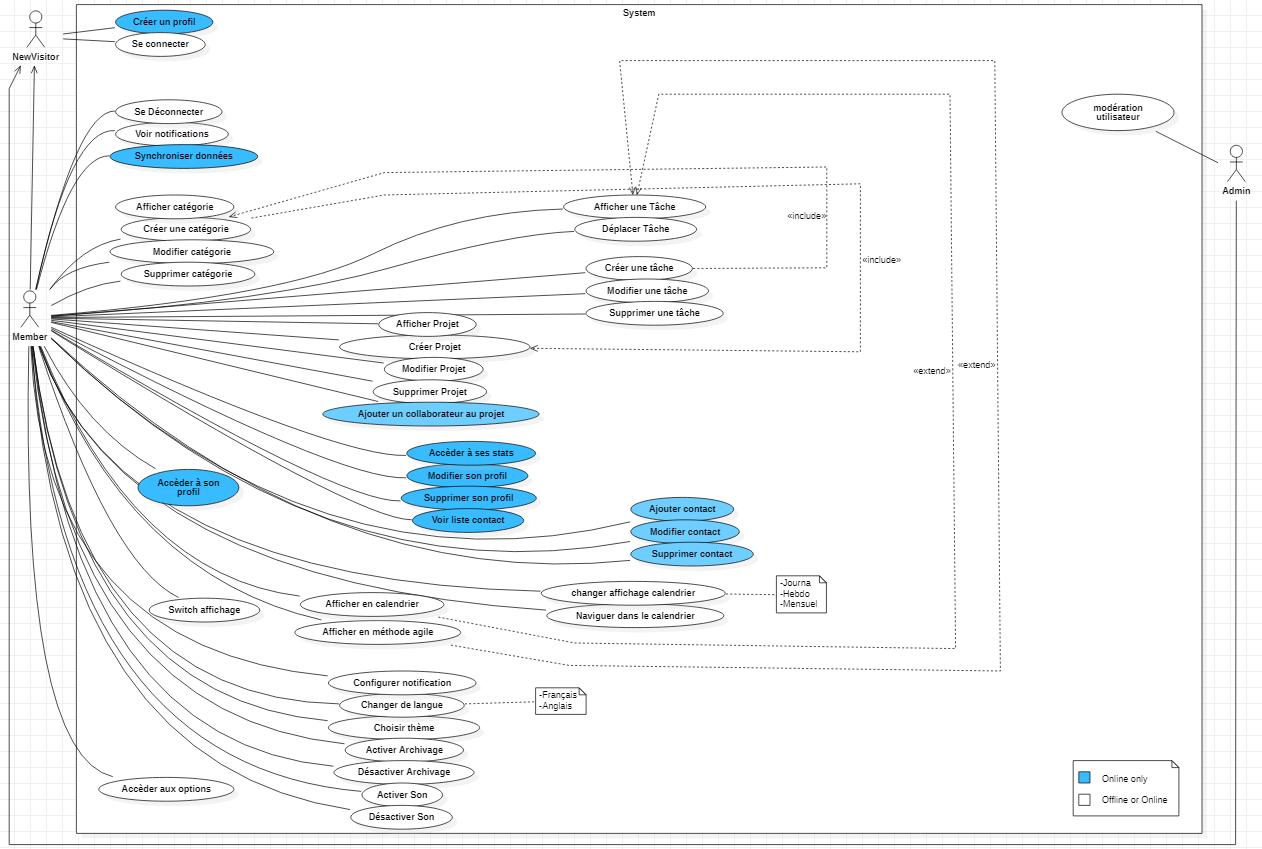 System
Créer un profil
Se connecter
NewVisitor
Se Déconnecter
Voir notifications
Synchroniser données
modération
utilisateur
Admin
Afficher catégorie
Créer une catégorie
Modifier catégorie
Supprimer catégorie
Afficher une Tâche
Déplacer Tâche
«include»
«include»
Créer une tâche
Modifier une tâche
Supprimer une tâche
Member
Afficher Projet
Créer Projet
Modifier Projet
Supprimer Projet
Ajouter un collaborateur au projet
«extend»
«extend»
Accèder à ses stats
Modifier son profil
Supprimer son profil
Voir liste contact
Accèder à son
profil
Ajouter contact
Modifier contact
Supprimer contact
Switch affichage
Afficher en calendrier
Afficher en méthode agile
changer affichage calendrier
Naviguer dans le calendrier
-Journa
-Hebdo
-Mensuel
Configurer notification
Changer de langue
Choisir thème
Activer Archivage
Désactiver Archivage
Activer Son
Désactiver Son
-Français
-Anglais
Accèder aux options
Online only
Offline or Online